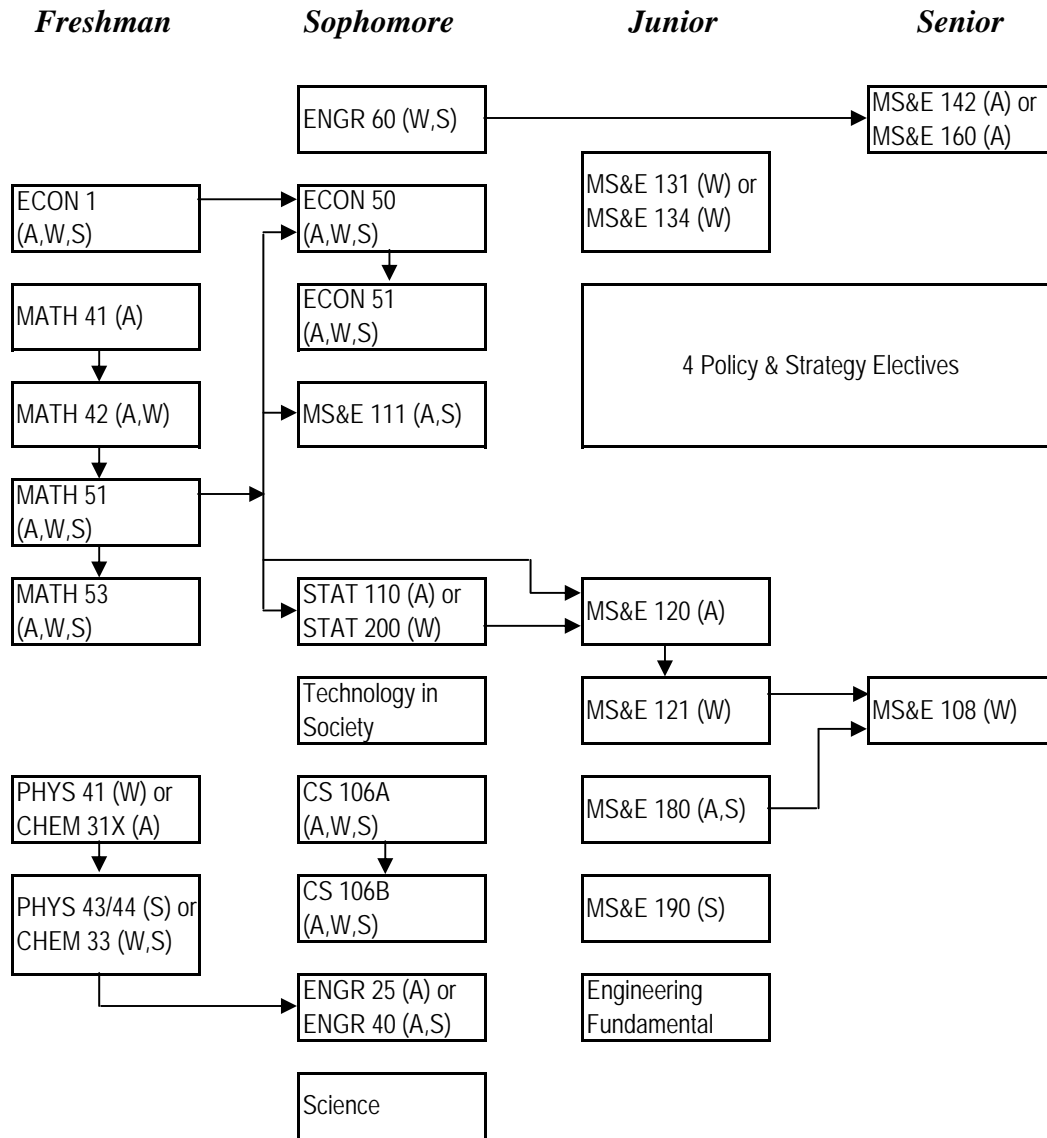 Freshman
Sophomore
Junior
Senior
ENGR 60 (W,S)
MS&E 142 (A) or
MS&E 160 (A)
MS&E 131 (W) or
MS&E 134 (W)
ECON 1
(A,W,S)
ECON 50
(A,W,S)
ECON 51
(A,W,S)
MATH 41 (A)
4 Policy & Strategy Electives
MATH 42 (A,W)
MS&E 111 (A,S)
MATH 51
(A,W,S)
MATH 53
(A,W,S)
STAT 110 (A) or
STAT 200 (W)
MS&E 120 (A)
Technology in
Society
MS&E 121 (W)
MS&E 108 (W)
PHYS 41 (W) or
CHEM 31X (A)
CS 106A
(A,W,S)
MS&E 180 (A,S)
PHYS 43/44 (S) or
CHEM 33 (W,S)
CS 106B
(A,W,S)
MS&E 190 (S)
ENGR 25 (A) or
ENGR 40 (A,S)
Engineering
Fundamental
Science